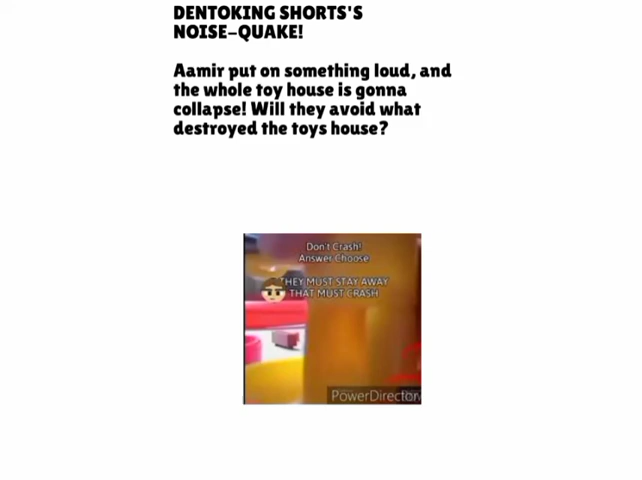 DENTOKING SHORTS'S
NOISE-QUAKE!
Aamir put on something loud, and
the whole toy house is gonna
collapse! Will they avoid what
destroyed the toys house?
Don't Crash!
Answer Choose
THEY MUST STAY AWAY
THAT MUST CRASH
PowerDirector